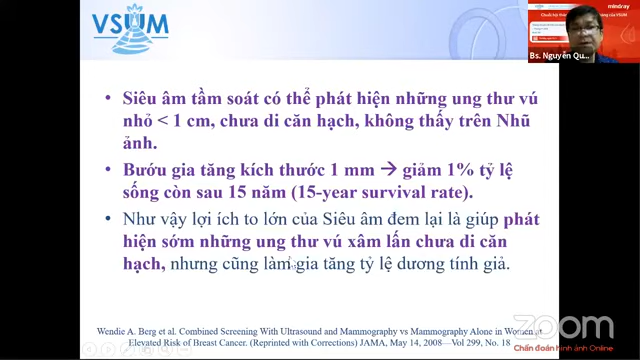 VSUM
mindray
Bs. Nguyễn Qu...
• Siêu âm tầm soát có thể phát hiện những ung thư vú
nhỏ < 1 cm, chưa di căn hạch, không thấy trên Nhũ
ảnh.
• Bướu gia tăng kích thước 1 mm → giảm 1% tỷ lệ
sống còn sau 15 năm (15-year survival rate).
• Như vậy lợi ích to lớn của Siêu âm đem lại là giúp phát
hiện sớm những ung thư vú xâm lấn chưa di căn
hạch, nhưng cũng làm gia tăng tỷ lệ dương tính giả.
Wendie A. Berg et al. Combined Screening With Ultrasound and Mammography vs Mammography Alone in Women at
Elevated Risk of Breast Cancer. (Reprinted with Corrections) JAMA, May 14, 2008—Vol 299, No. 18
zoom
Chẩn đoán hình ảnh Online